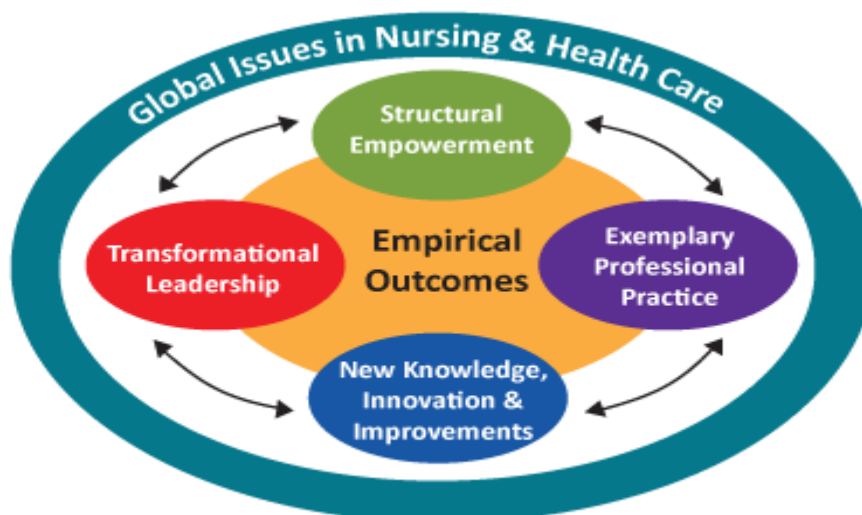 Global Issues in Nursing & Health Care
Structural
Empowerment
Transformational
Leadership
Empirical
Outcomes
Exemplary
Professional
Practice
New Knowledge,
Innovation &
Improvements